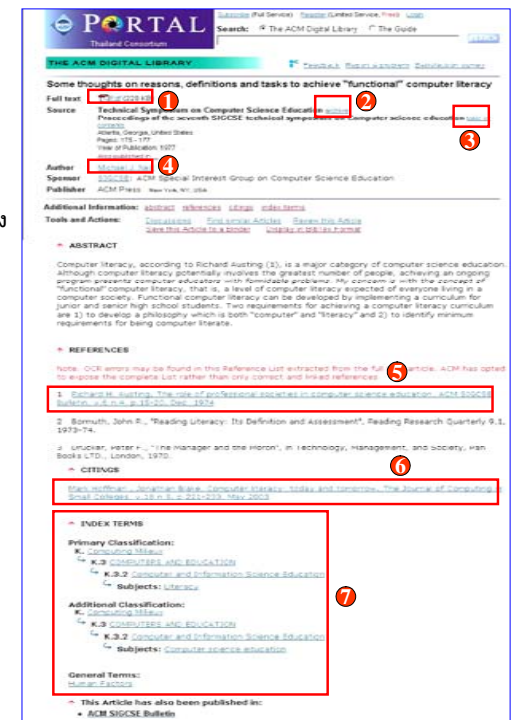 PORTAL
Thailand Consortium
Subscribe (Full Service) Register (Limited Service, Free) Login
Search: The ACM Digital Library The Guide
THE ACM DIGITAL LIBRARY
Feedback Report a problem Satisfaction survey
Some thoughts on reasons, definitions and tasks to achieve "functional" computer literacy
Full text
1
Source Technical Symposium on Computer Science Education archive
2
Proceedings of the seventh SIGCSE technical symposium on Computer science education
3
contents
Atlanta, Georgia, United States
Pages: 175 - 177
Year of Publication: 1977
Also published in
Author Michael J.
4
Sponsor SIGCSE: ACM Special Interest Group on Computer Science Education
Publisher ACM Press New York, NY, USA
Additional Information: abstract references citings index terms
Tools and Actions: Discussions Find similar Articles Review this Article
Save this Article to a binder Display in BibTex Format
ง
ABSTRACT
Computer literacy, according to Richard Austing (1), is a major category of computer science education.
Although computer literacy potentially involves the greatest number of people, achieving an ongoing
program presents computer educators with formidable problems. My concern is with the concept of
"functional" computer literacy, that is, a level of computer literacy expected of everyone living in a
computer society. Functional computer literacy can be developed by implementing a curriculum for
junior and senior high school students. Two requirements for achieving a computer literacy curriculum
are 1) to develop a philosophy which is both "computer" and "literacy" and 2) to identify minimum
requirements for being computer literate.
REFERENCES
5
Note: OCR errors may be found in this Reference List extracted from the full article. ACM has opted
to expose the complete List rather than only correct and linked references.
1 Richard H. Austing, The role of professional societies in computer science education, ACM SIGCSE
Bulletin, v.6 n.4, p.15-20, Dec. 1974
2 Bormuth, John R., "Reading Literacy: Its Definition and Assessment", Reading Research Quarterly 9.1,
1973-74.
3 Drucker, Peter F., "The Manager and the Moron", in Technology, Management, and Society, Pan
Books LTD., London, 1970.
6
CITINGS
Mark Hoffman, Jonathan Blake, Computer literacy: today and tomorrow, The Journal of Computing in
Small Colleges, v.18 n.5, p.221-233, May 2003
INDEX TERMS
Primary Classification:
K. Computing Milieux
K.3 COMPUTERS AND EDUCATION
K.3.2 Computer and Information Science Education
Subjects: Literacy
7
Additional Classification:
K. Computing Milieux
K.3 COMPUTERS AND EDUCATION
K.3.2 Computer and Information Science Education
Subjects: Computer science education
General Terms:
Human Factors
This Article has also been published in:
ACM SIGCSE Bulletin